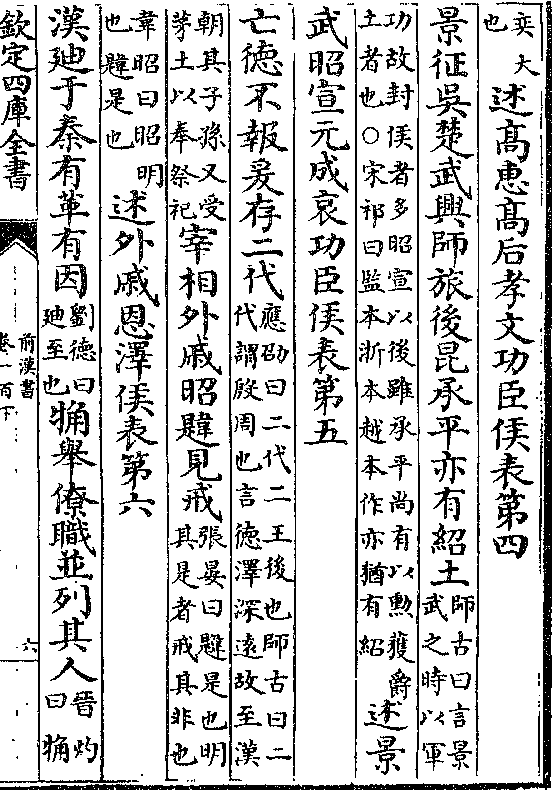 奕大也述髙惠髙后孝文功臣侯表第四
景征吳楚武興師旅後昆承平亦有紹土師古曰言景武之時以軍
功故封侯者多昭宣以後雖承平尚有以勲獲爵土者也○宋祁曰監本浙本越本作亦猶有紹述景
武昭宣元成哀功臣侯表第五
亡德不報爰存二代應劭曰二代二王後也師古曰二代謂殷周也言德澤深逺故至漢
朝其子孫又受茅土以奉祭祀宰相外戚昭韙見戒張晏曰韙是也明其是者戒其非也
韋昭曰昭明也韙是也述外戚恩澤侯表第六
漢廸于秦有革有因劉德曰廸至也觕舉僚職並列其人晉灼曰觕
欽定四庫全書
前漢書
卷一百下
六